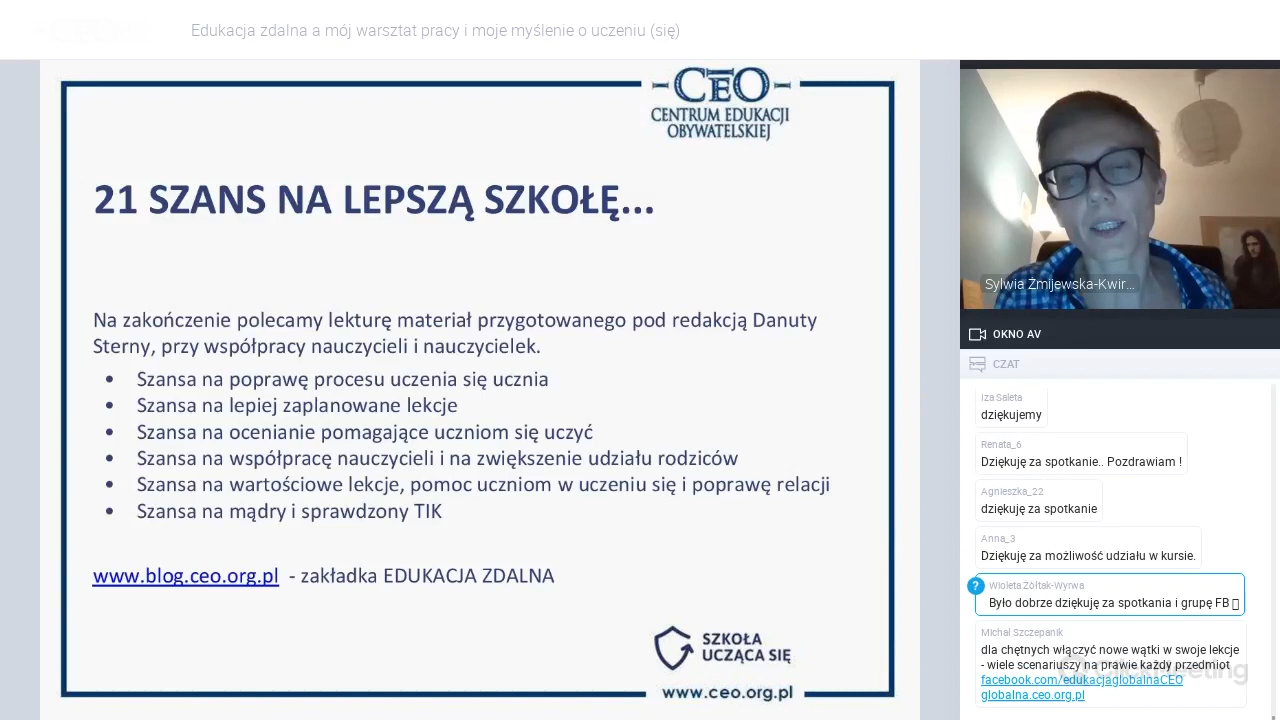 Edukacja zdalna a mój warsztat pracy i moje myślenie o uczeniu (się)
CEO
CENTRUM EDUKACJI
OBYWATELSKIEJ
21 SZANS NA LEPSZĄ SZKOŁĘ...
Na zakończenie polecamy lekturę materiał przygotowanego pod redakcją Danuty
Sterny, przy współpracy nauczycieli i nauczycielek.
• Szansa na poprawę procesu uczenia się ucznia
• Szansa na lepiej zaplanowane lekcje
• Szansa na ocenianie pomagające uczniom się uczyć
• Szansa na współpracę nauczycieli i na zwiększenie udziału rodziców
• Szansa na wartościowe lekcje, pomoc uczniom w uczeniu się i poprawę relacji
• Szansa na mądry i sprawdzony TIK
www.blog.ceo.org.pl - zakładka EDUKACJA ZDALNA
SZKOŁA
UCZĄCA SIĘ
www.ceo.org.pl
Sylwia Żmijewska-Kwir...
OKNO AV
CZAT
Iza Saleta
dziękujemy
Renata_6
Dziękuję za spotkanie.. Pozdrawiam !
Agnieszka_22
dziękuję za spotkanie
Anna_3
Dziękuję za możliwość udziału w kursie.
?
Wioleta Żółtak-Wyrwa
Było dobrze dziękuję za spotkania i grupę FB
Michał Szczepanik
dla chętnych włączyć nowe wątki w swoje lekcje
- wiele scenariuszy na prawie każdy przedmiot
facebook.com/edukacjaglobalnaCEO
globalna.ceo.org.pl
ClickMeeting